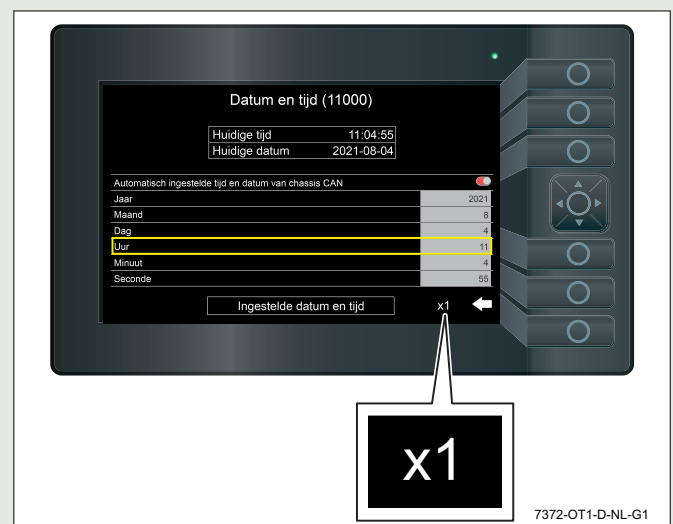 Datum en tijd (11000)
Huidige tijd 11:04:55
Huidige datum 2021-08-04
Automatisch ingestelde tijd en datum van chassis CAN
Jaar 2021
Maand 8
Dag 4
Uur 11
Minuut 4
Seconde 55
Ingestelde datum en tijd x1
x1
7372-OT1-D-NL-G1